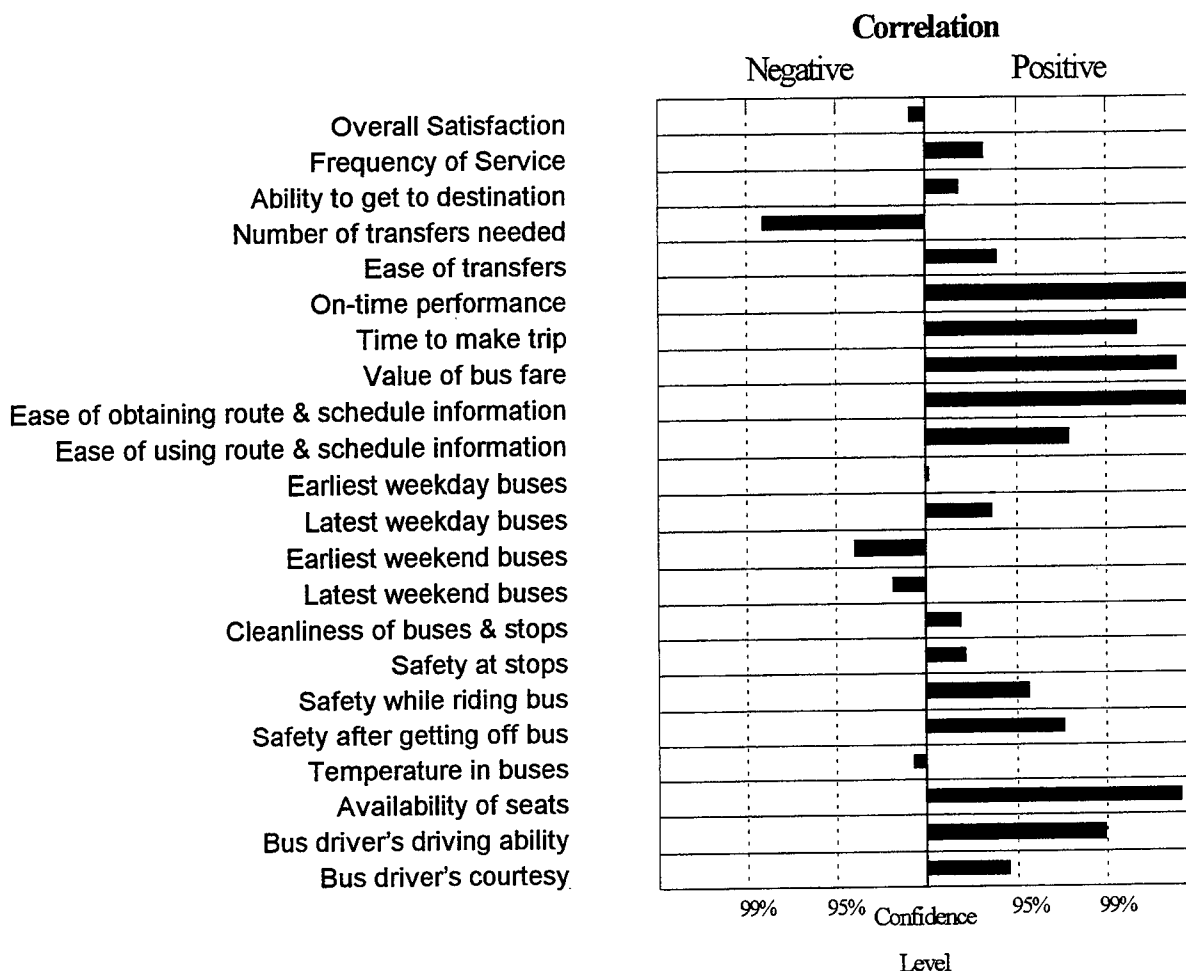 Correlation
Negative Positive
Overall Satisfaction
Frequency of Service
Ability to get to destination
Number of transfers needed
Ease of transfers
On-time performance
Time to make trip
Value of bus fare
Ease of obtaining route & schedule information
Ease of using route & schedule information
Earliest weekday buses
Latest weekday buses
Earliest weekend buses
Latest weekend buses
Cleanliness of buses & stops
Safety at stops
Safety while riding bus
Safety after getting off bus
Temperature in buses
Availability of seats
Bus driver's driving ability
Bus driver's courtesy
99% 95% Confidence 95% 99%
Level